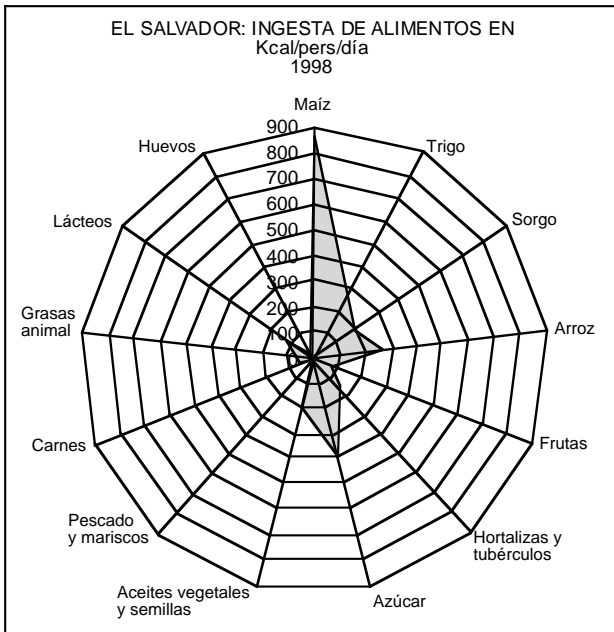 EL SALVADOR: INGESTA DE ALIMENTOS EN
Kcal/pers/día
1998
Maíz
900
800
700
600
500
400
300
200
100
0
Huevos
Trigo
Lácteos
Sorgo
Grasas
animal
Arroz
Carnes
Frutas
Pescado
y mariscos
Hortalizas y
tubérculos
Aceites vegetales
y semillas
Azúcar